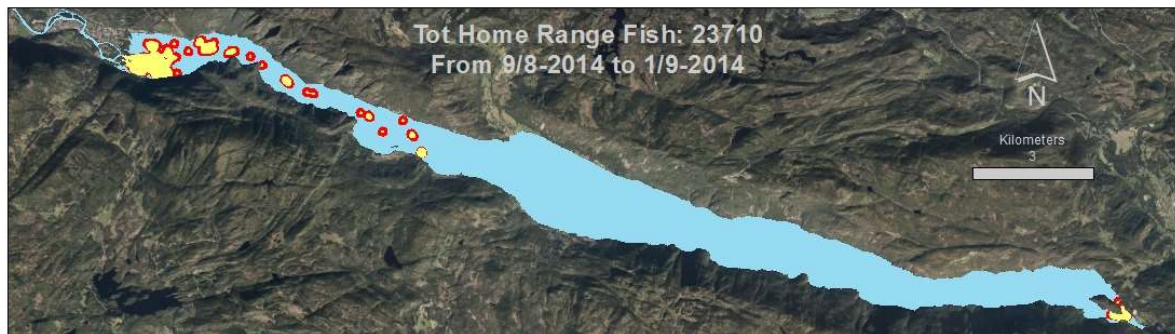 Tot Home Range Fish: 23710
From 9/8-2014 to 1/9-2014
N
Kilometers
3